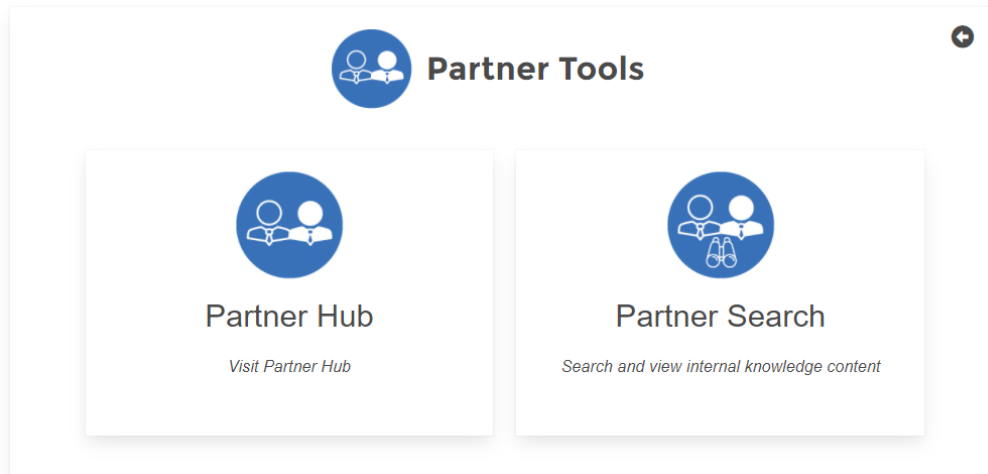 Partner Tools
Partner Hub
Visit Partner Hub
Partner Search
Search and view internal knowledge content